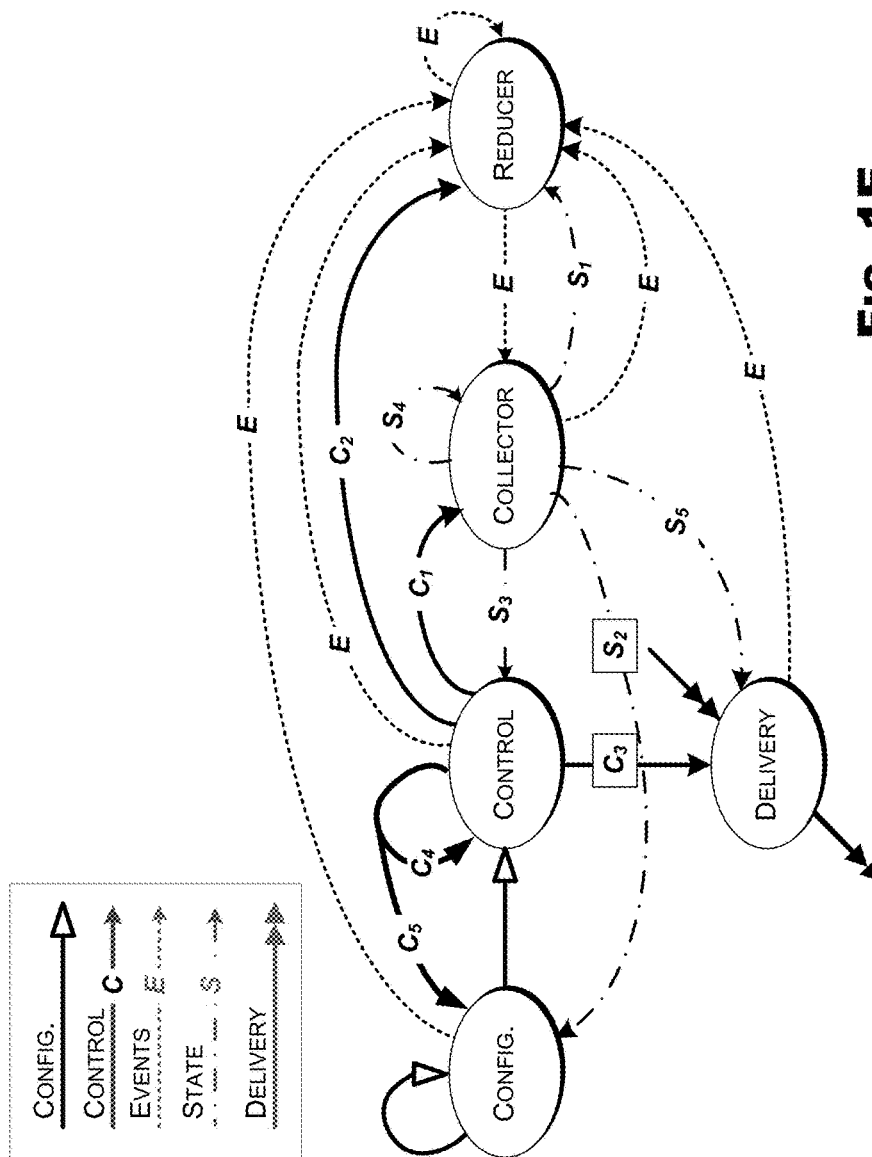 CONFIG.
CONTROL C
EVENTS E
STATE S
DELIVERY
E
E
C2
S4
C5
C4
C1
E
CONFIG.
CONTROL
S3
COLLECTOR
E
REDUCER
S1
C3
S2
E
S5
E
DELIVERY